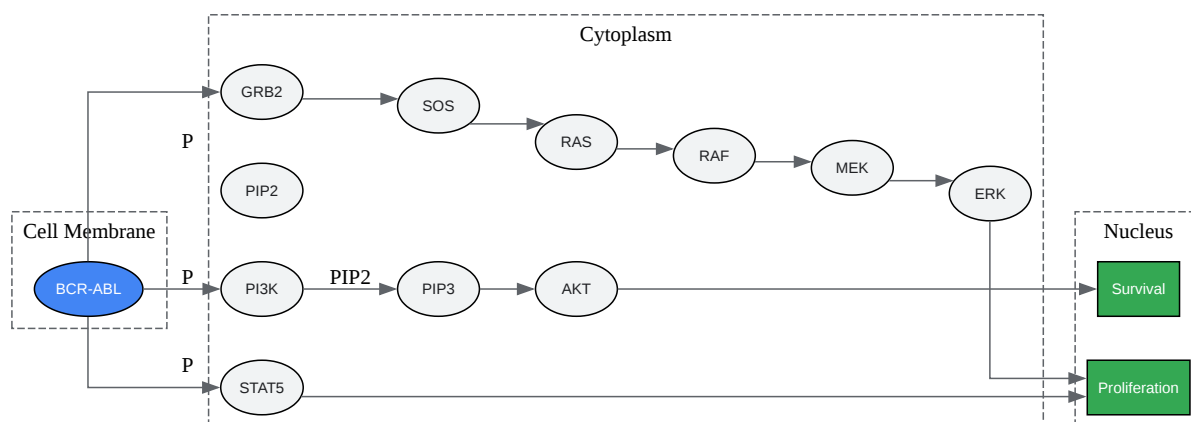 Cytoplasm
GRB2
SOS
RAS
RAF
MEK
ERK
P
PIP2
Cell Membrane
BCR-ABL
P
PI3K
PIP2
PIP3
AKT
Nucleus
Survival
P
STAT5
Proliferation